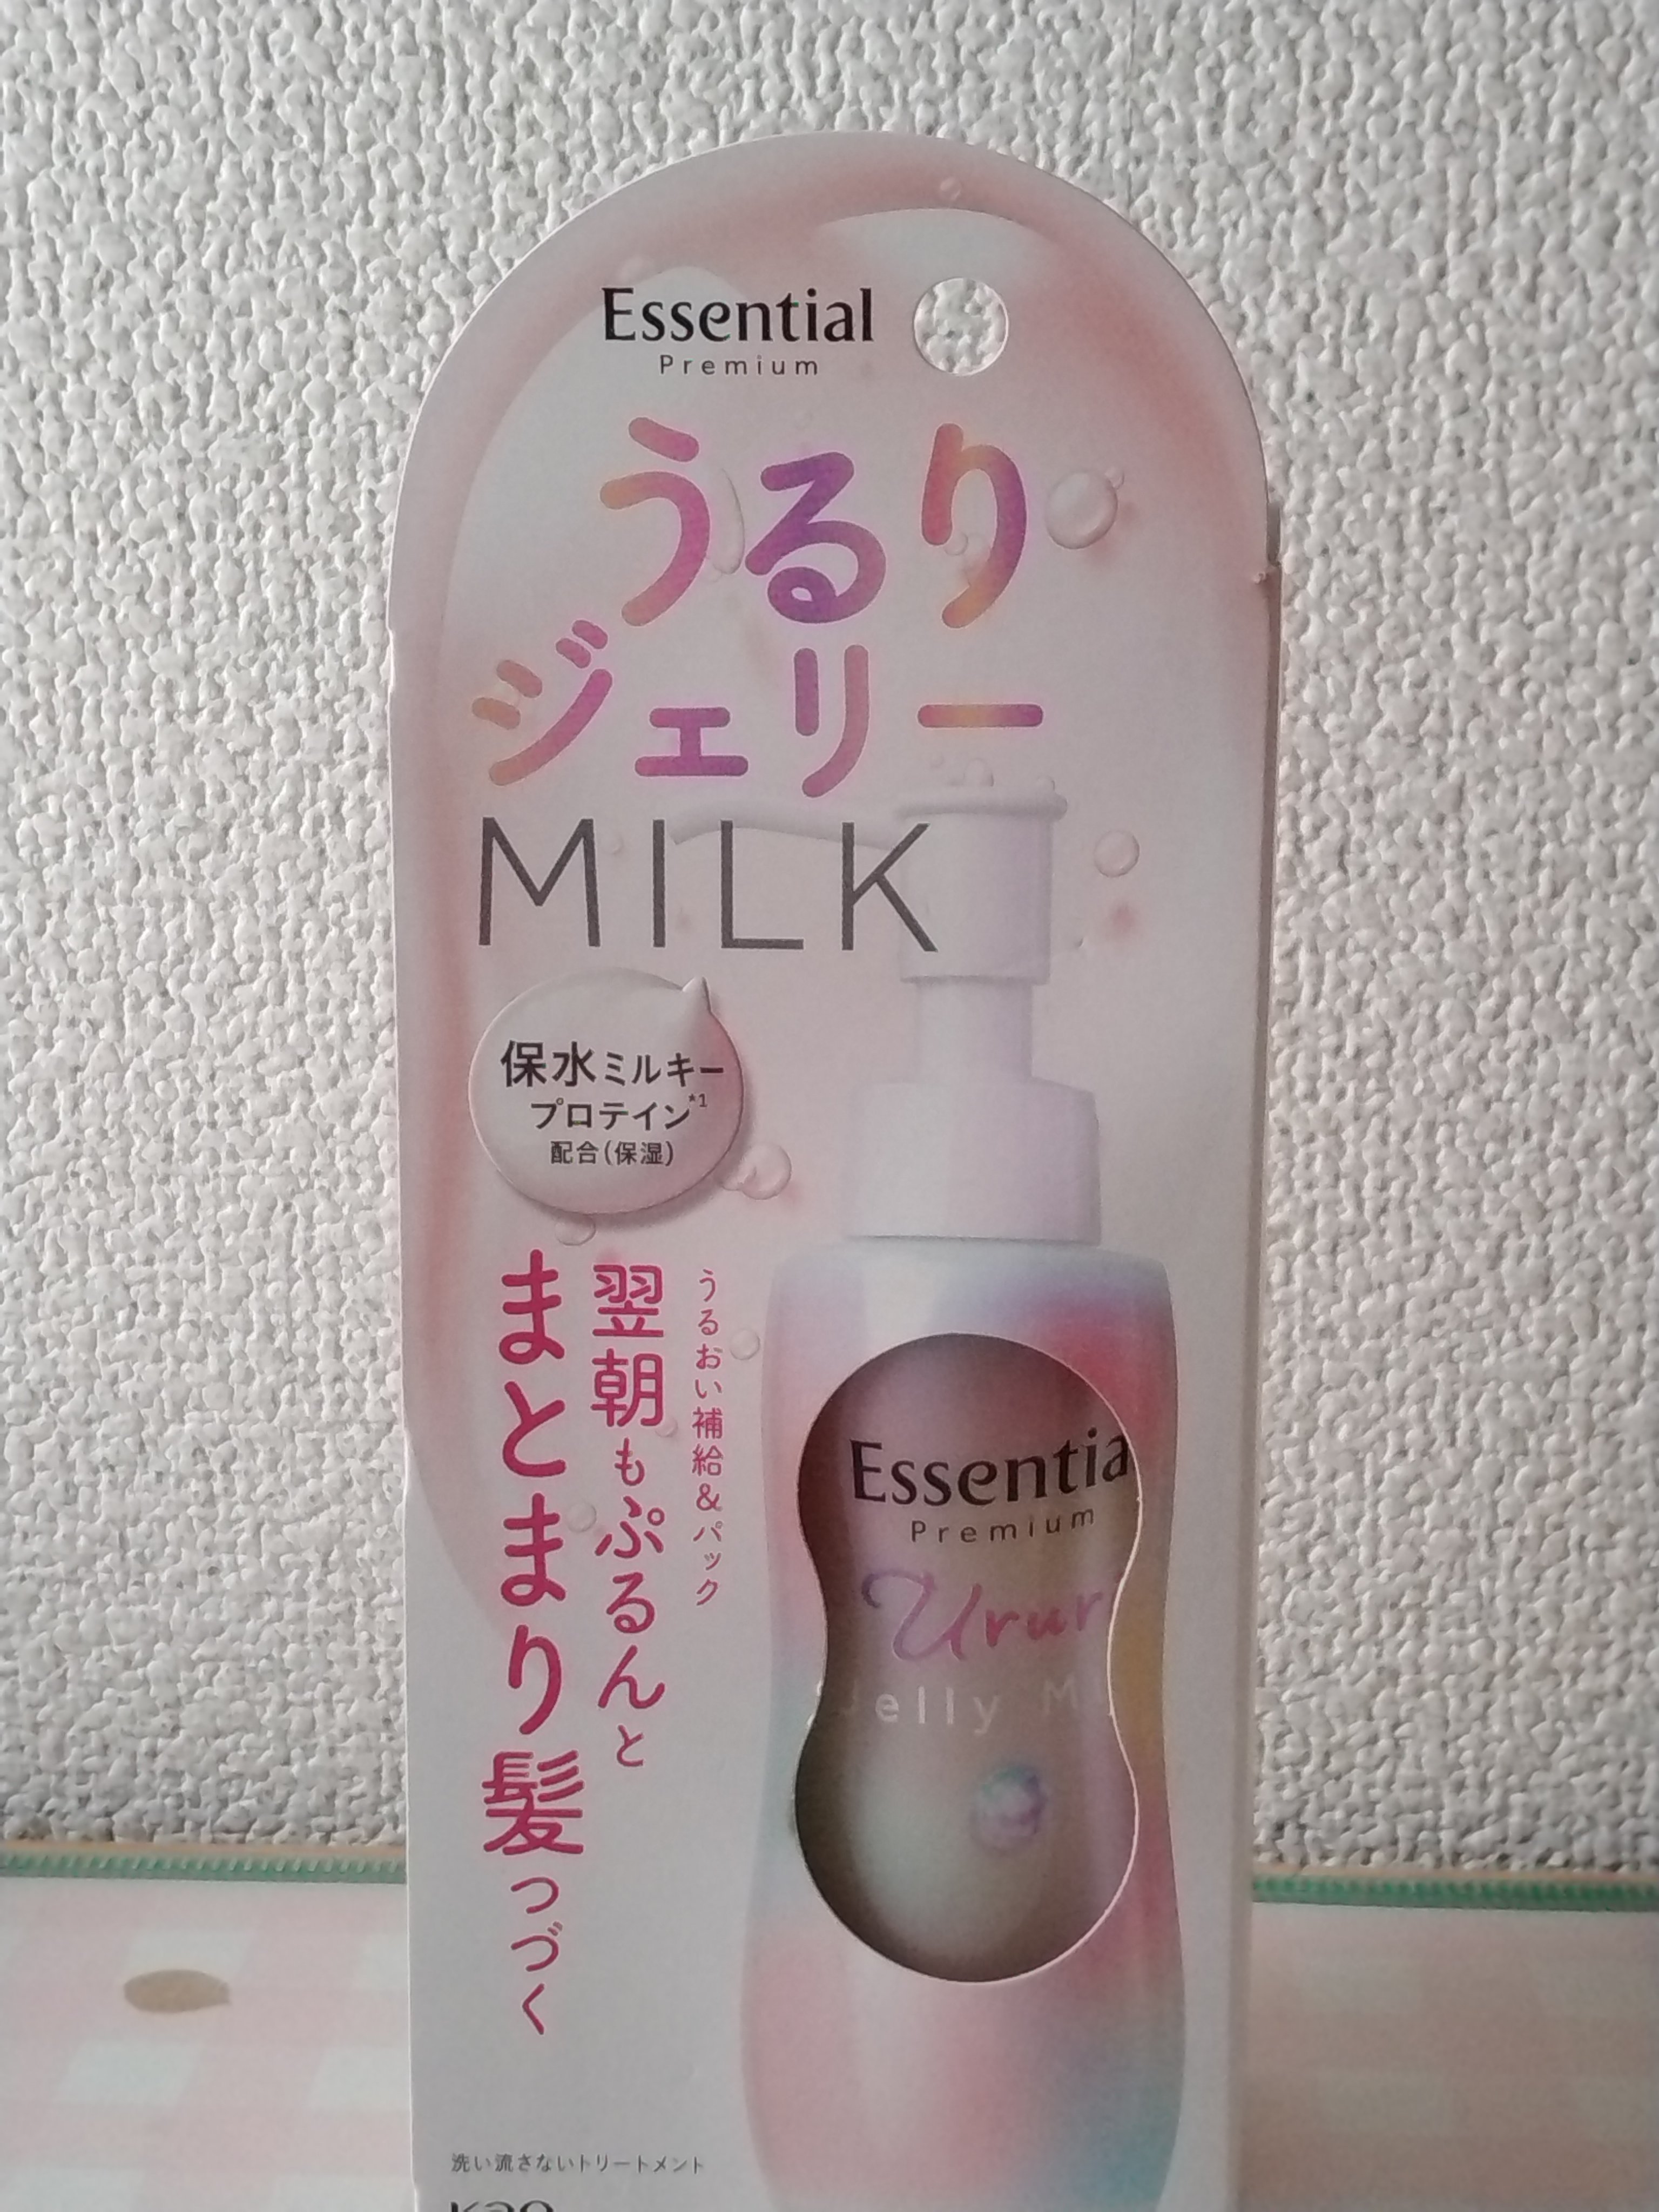 Essential
Premium
うるり
ジェリー
MILK
保水ミルキー
プロテイン*1
配合(保湿)
うるおい補給&パック
翌朝もぷるんと
まとまり髪つづく
Essentia
Premium
Urur
Jelly M
洗い流さないトリートメント
Kao